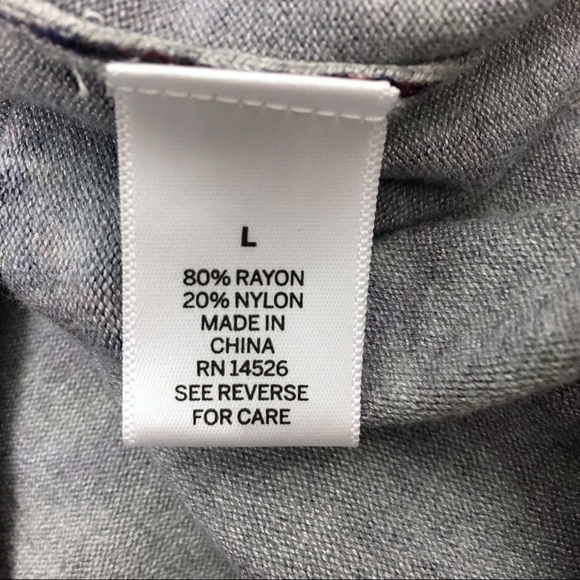 L
80% RAYON
20% NYLON
MADE IN
CHINA
RN 14526
SEE REVERSE
FOR CARE